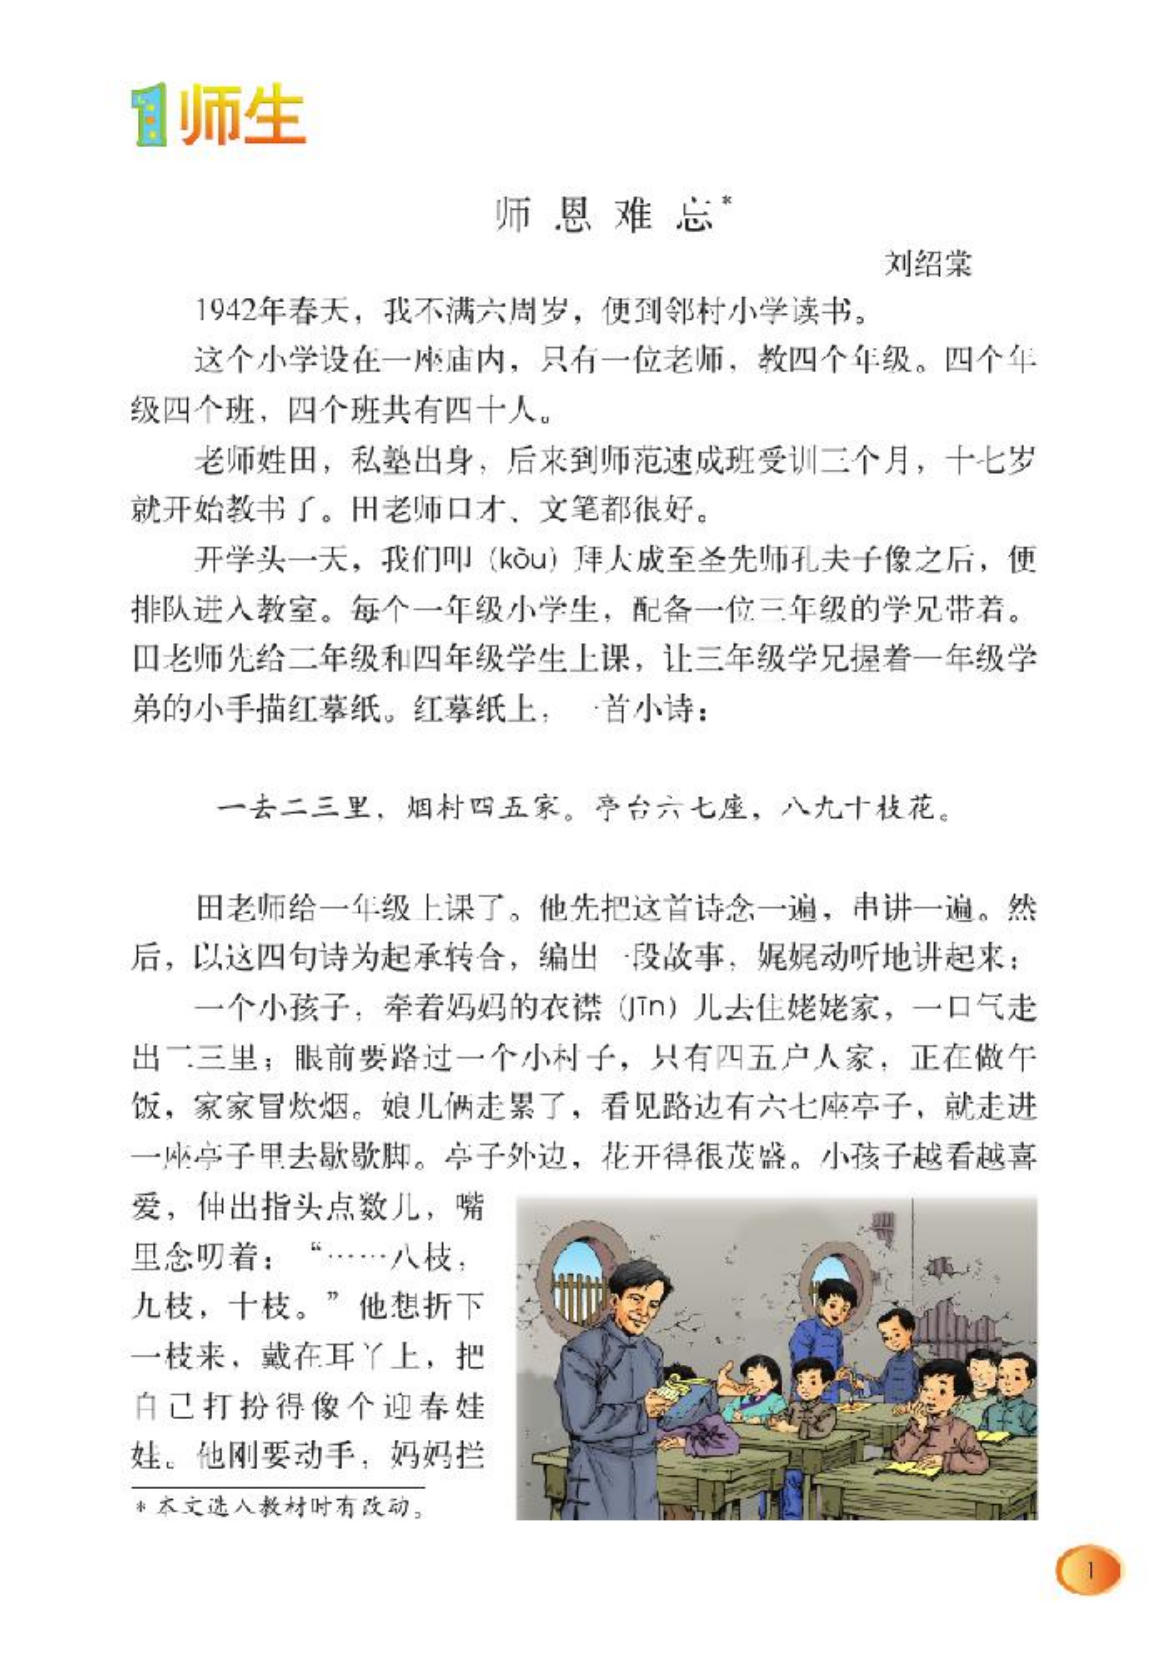 1 师生
师恩难忘*
刘绍棠
1942年春天，我不满六周岁，便到邻村小学读书。
这个小学设在一座庙内，只有一位老师，教四个年级。四个年
级四个班，四个班共有四十人。
老师姓田，私塾出身，后来到师范速成班受训三个月，十七岁
就开始教书了。田老师口才、文笔都很好。
开学头一天，我们叩（kòu）拜大成至圣先师孔夫子像之后，便
排队进入教室。每个一年级小学生，配备一位三年级的学兄带着。
田老师先给二年级和四年级学生上课，让三年级学兄握着一年级学
弟的小手描红摹纸。红摹纸上，一首小诗：
一去二三里，烟村四五家。亭台六七座，八九十枝花。
田老师给一年级上课了。他先把这首诗念一遍，串讲一遍。然
后，以这四句诗为起承转合，编出一段故事，娓娓动听地讲起来：
一个小孩子，牵着妈妈的衣襟（jīn）儿去住姥姥家，一口气走
出二三里；眼前要路过一个小村子，只有四五户人家，正在做午
饭，家家冒炊烟。娘儿俩走累了，看见路边有六七座亭子，就走进
一座亭子里去歇歇脚。亭子外边，花开得很茂盛。小孩子越看越喜
爱，伸出指头点数儿，嘴
里念叨着：“……八枝，
九枝，十枝。”他想折下
一枝来，戴在耳丫上，把
自己打扮得像个迎春娃
娃。他刚要动手，妈妈拦
* 本文选入教材时有改动。
1